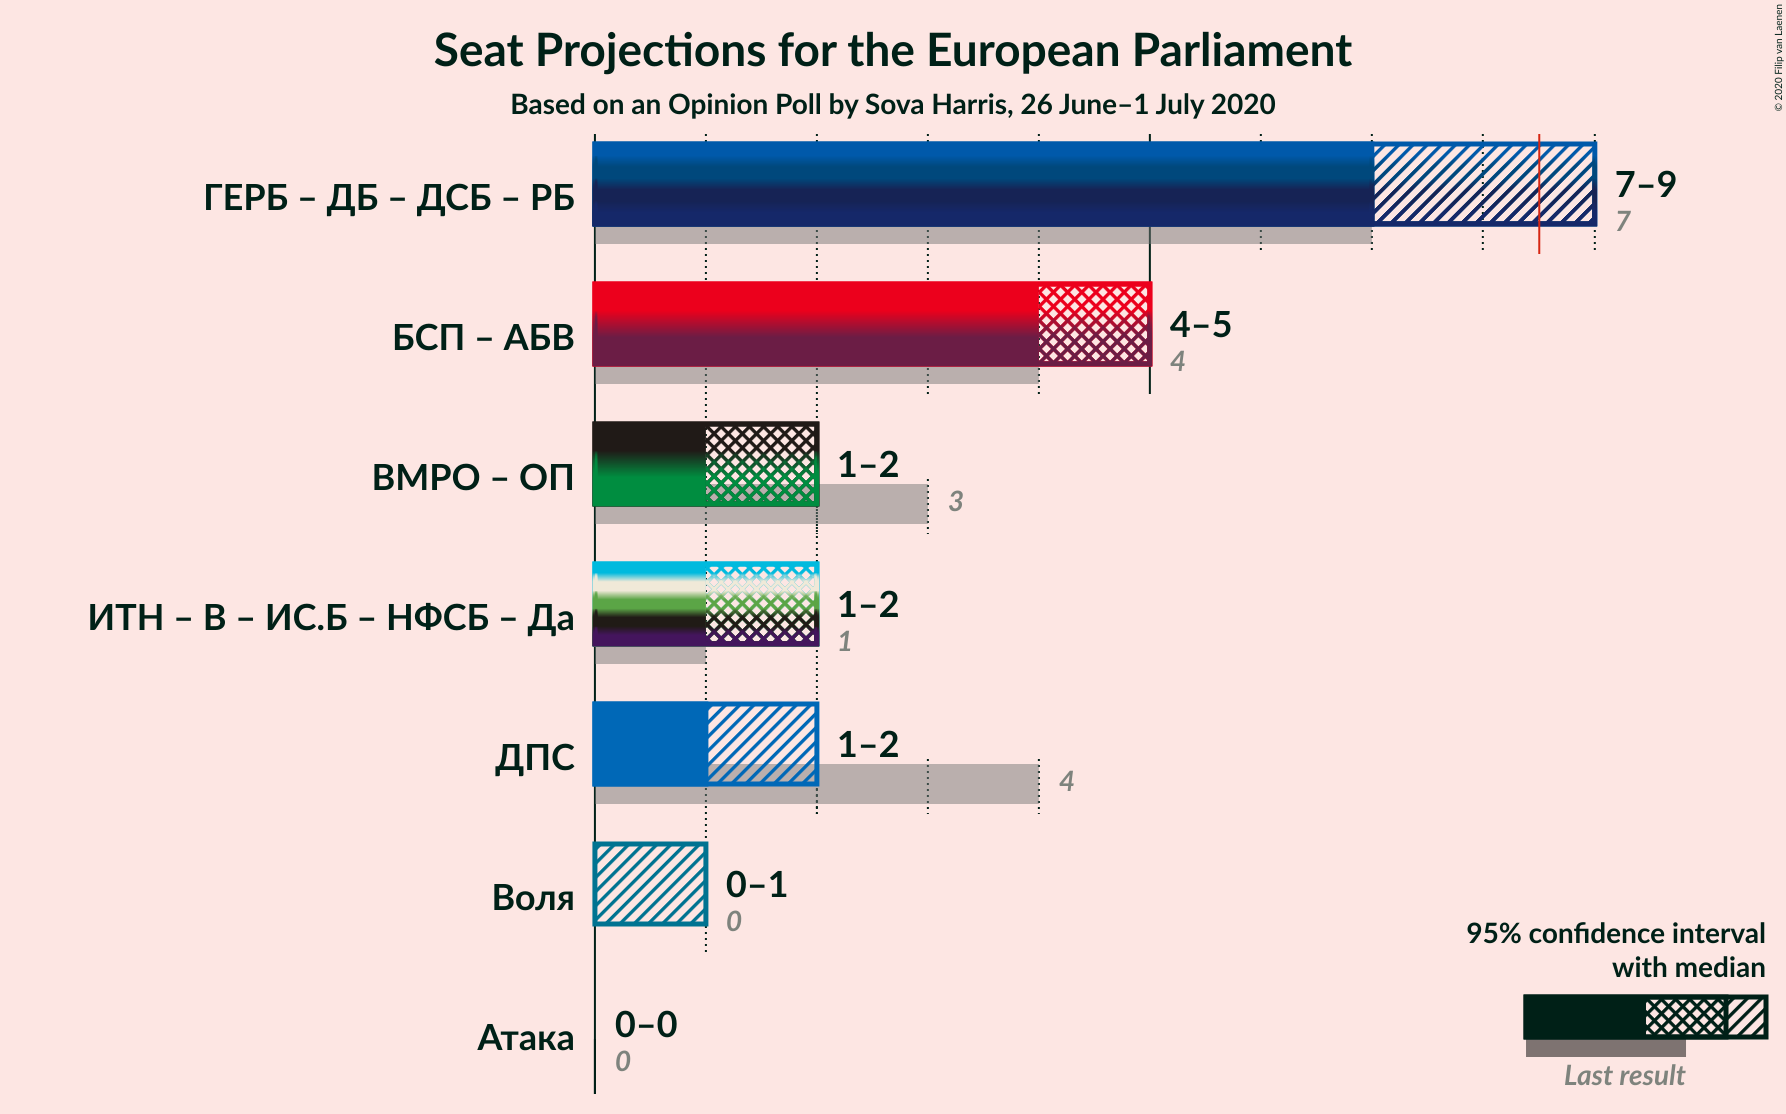 Seat Projections for the European Parliament
Based on an Opinion Poll by Sova Harris, 26 June–1 July 2020
© 2020 Filip van Laenen
ГЕРБ – ДБ – ДСБ – РБ
7–9
7
БСП – АБВ
4–5
4
ВМРО – ОП
1–2
3
ИТН – В – ИС.Б – НФСБ – Да
1–2
1
ДПС
1–2
4
Воля
0–1
0
Атака
0–0
0
95% confidence interval
with median
Last result